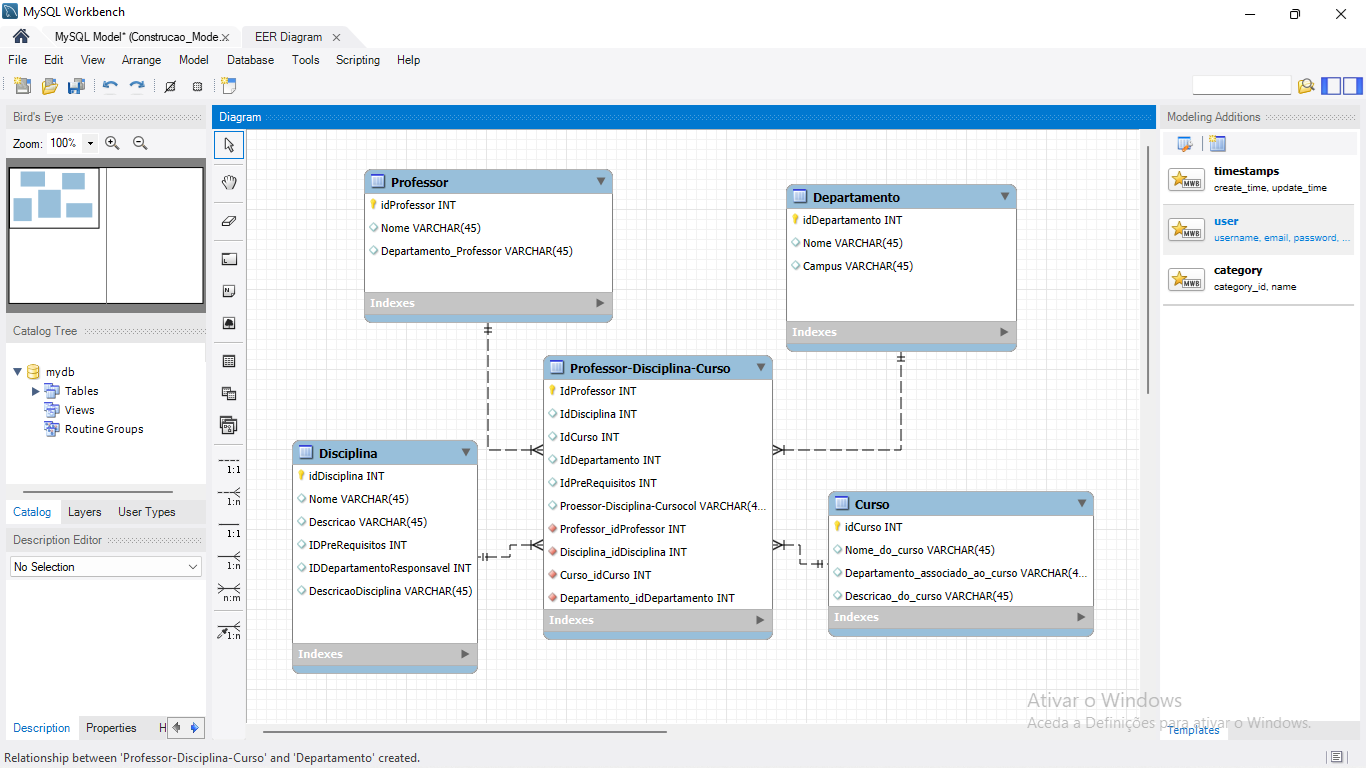 MySQL Workbench
MySQL Model* (Construcao_Mode...
EER Diagram
File Edit View Arrange Model Database Tools Scripting Help
Bird's Eye
Zoom: 100%
Catalog Tree
mydb
Tables
Views
Routine Groups
Catalog Layers User Types
Description Editor
No Selection
Description Properties H
Diagram
1:1
1:n
1:1
1:n
n:m
1:n
Professor
idProfessor INT
Nome VARCHAR(45)
Departamento_Professor VARCHAR(45)
Indexes
Departamento
idDepartamento INT
Nome VARCHAR(45)
Campus VARCHAR(45)
Indexes
Professor-Disciplina-Curso
IdProfessor INT
IdDisciplina INT
IdCurso INT
IdDepartamento INT
IdPreRequisitos INT
Proessor-Disciplina-Cursocol VARCHAR(4...
Professor_idProfessor INT
Disciplina_idDisciplina INT
Curso_idCurso INT
Departamento_idDepartamento INT
Indexes
Disciplina
idDisciplina INT
Nome VARCHAR(45)
Descricao VARCHAR(45)
IDPreRequisitos INT
IDDepartamentoResponsavel INT
DescricaoDisciplina VARCHAR(45)
Indexes
Curso
idCurso INT
Nome_do_curso VARCHAR(45)
Departamento_associado_ao_curso VARCHAR(4...
Descricao_do_curso VARCHAR(45)
Indexes
Modeling Additions
timestamps
create_time, update_time
user
username, email, password, ...
category
category_id, name
Ativar o Windows
Aceda a Definições para ativar o Windows.
Templates
Relationship between 'Professor-Disciplina-Curso' and 'Departamento' created.